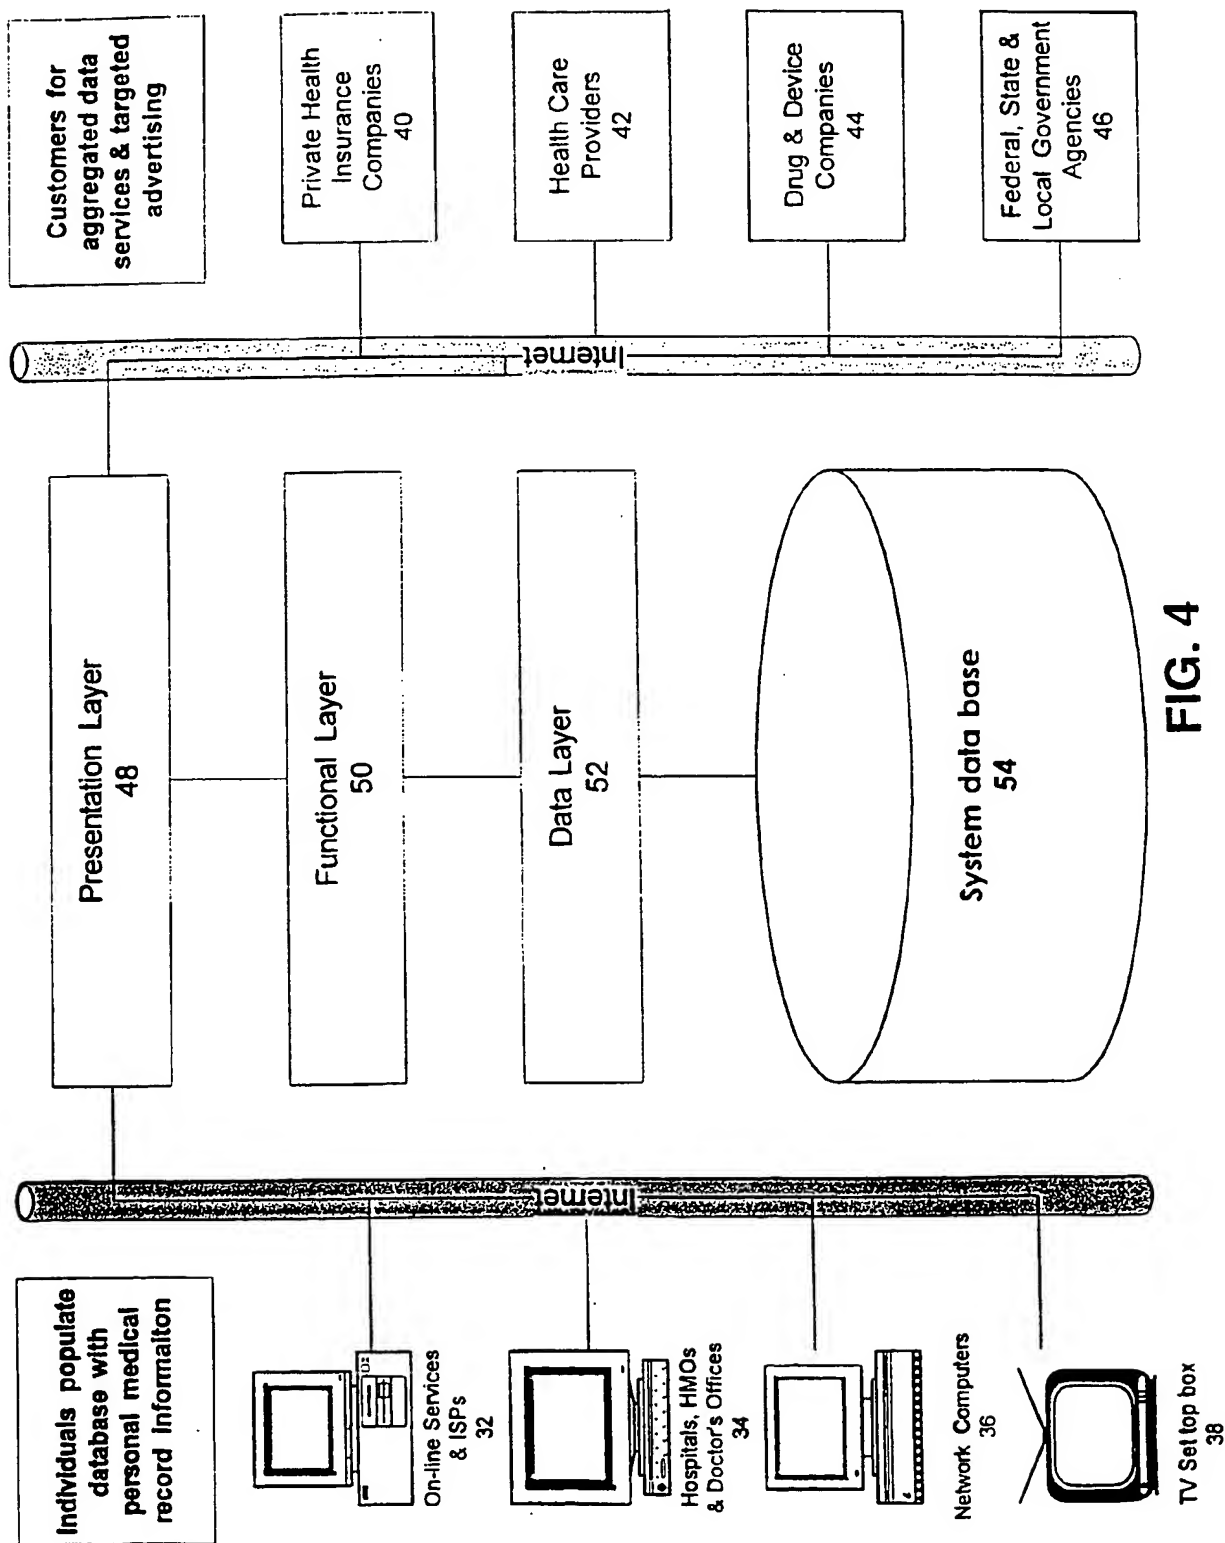 Individuals populate
database with
personal medical
record Informaiton
On-line Services
& ISPs
32
Hospitals, HMOs
& Doctor's Offices
34
Network Computers
36
TV Set top box
38
Internet
Presentation Layer
48
Functional Layer
50
Data Layer
52
System data base
54
Internet
Customers for
aggregated data
services & targeted
advertising
Private Health
Insurance
Companies
40
Health Care
Providers
42
Drug & Device
Companies
44
Federal, State &
Local Government
Agencies
46
FIG. 4